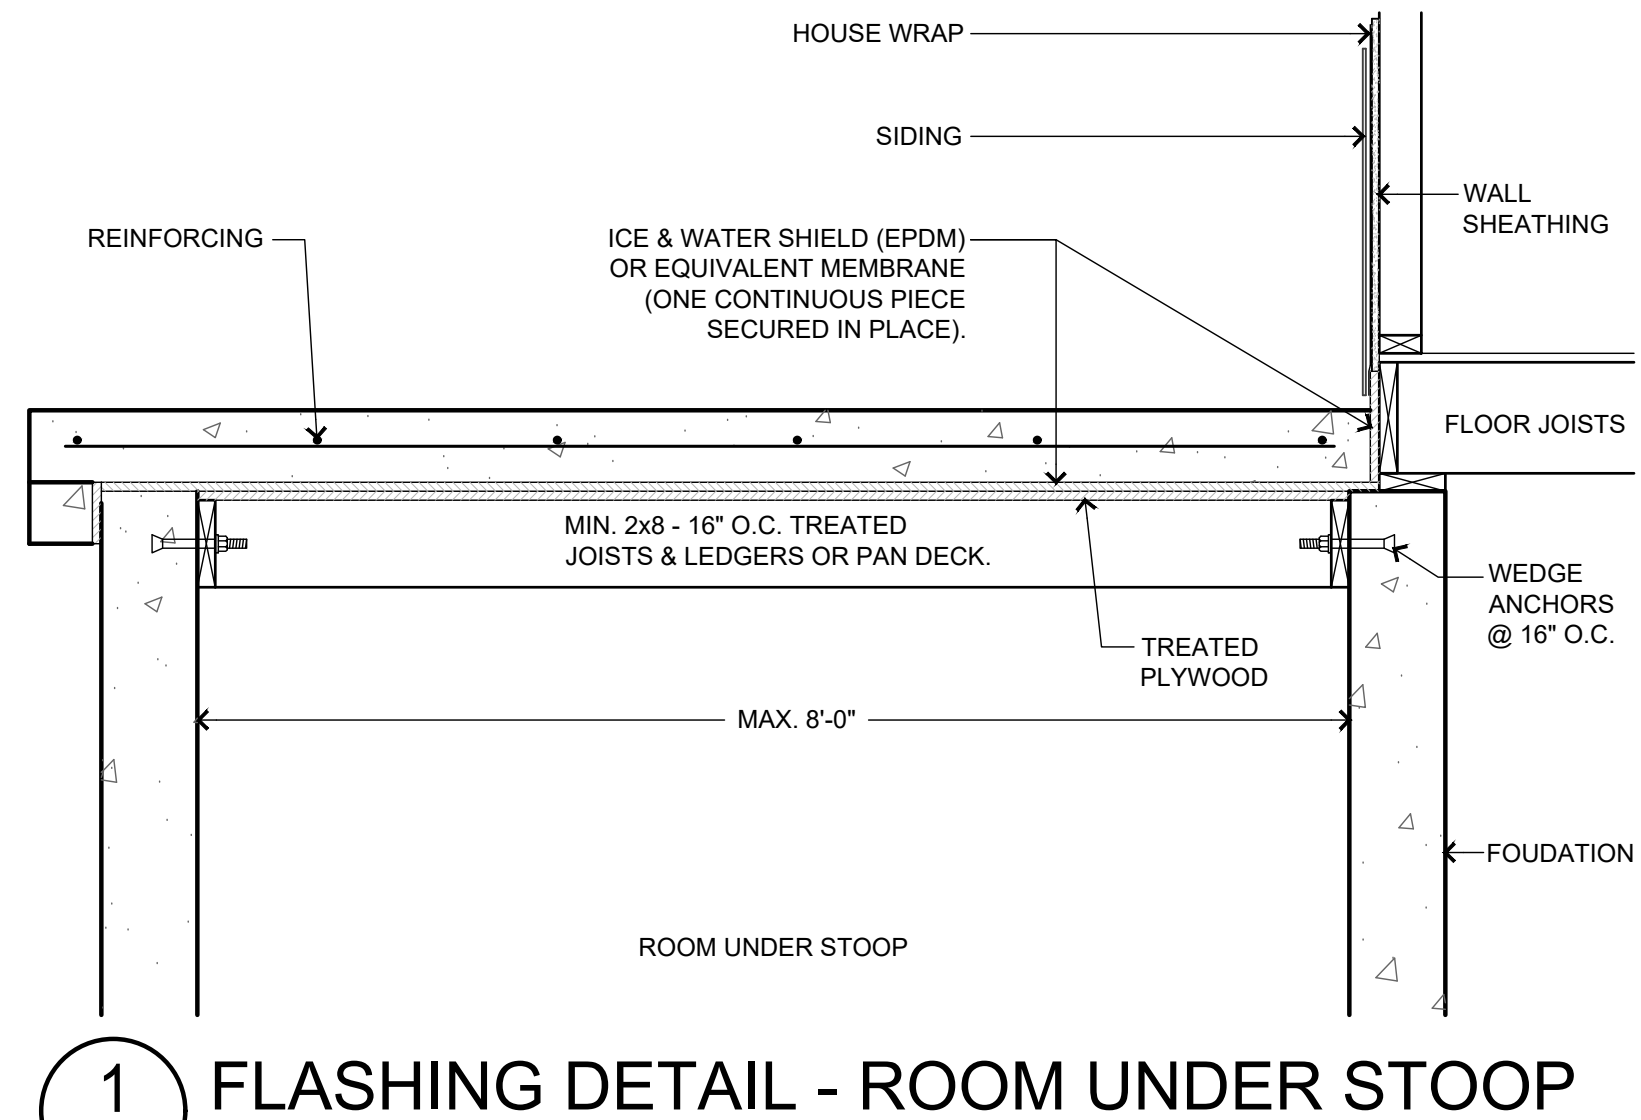 HOUSE WRAP
SIDING
WALL
SHEATHING
REINFORCING
ICE & WATER SHIELD (EPDM)
OR EQUIVALENT MEMBRANE
(ONE CONTINUOUS PIECE
SECURED IN PLACE).
FLOOR JOISTS
MIN. 2x8 - 16" O.C. TREATED
JOISTS & LEDGERS OR PAN DECK.
WEDGE
ANCHORS
@ 16" O.C.
TREATED
PLYWOOD
MAX. 8'-0"
FOUDATION
ROOM UNDER STOOP
1
FLASHING DETAIL - ROOM UNDER STOOP